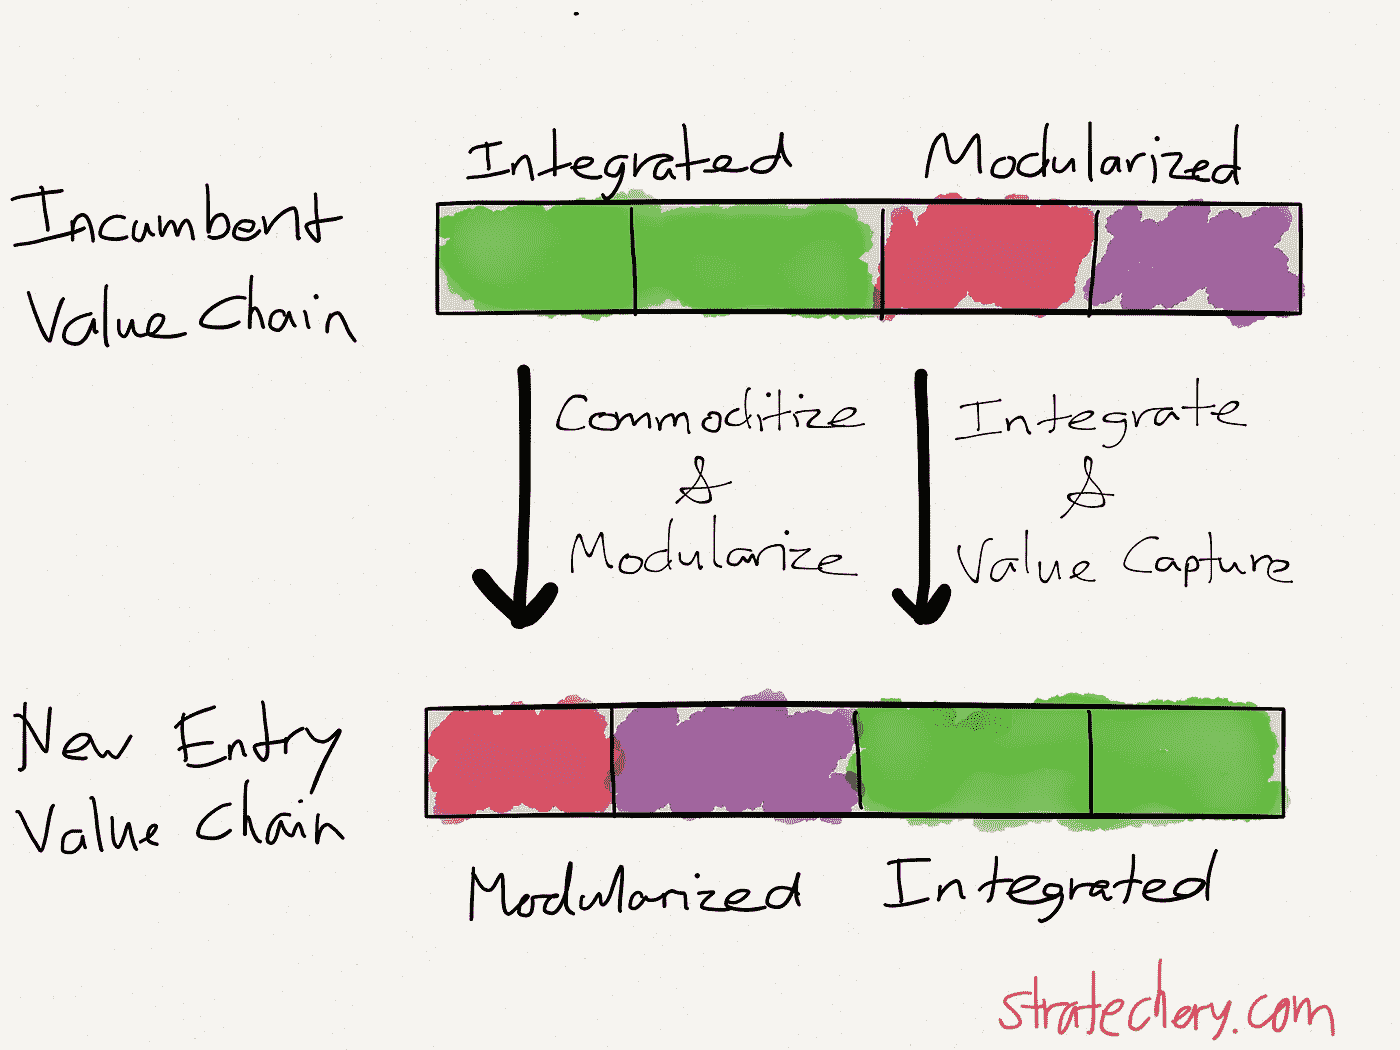 Integrated Modularized
Incumbent
Value Chain
Commoditize
&
Modularize
Integrate
&
Value Capture
New Entry
Value Chain
Modularized Integrated
stratechery.com